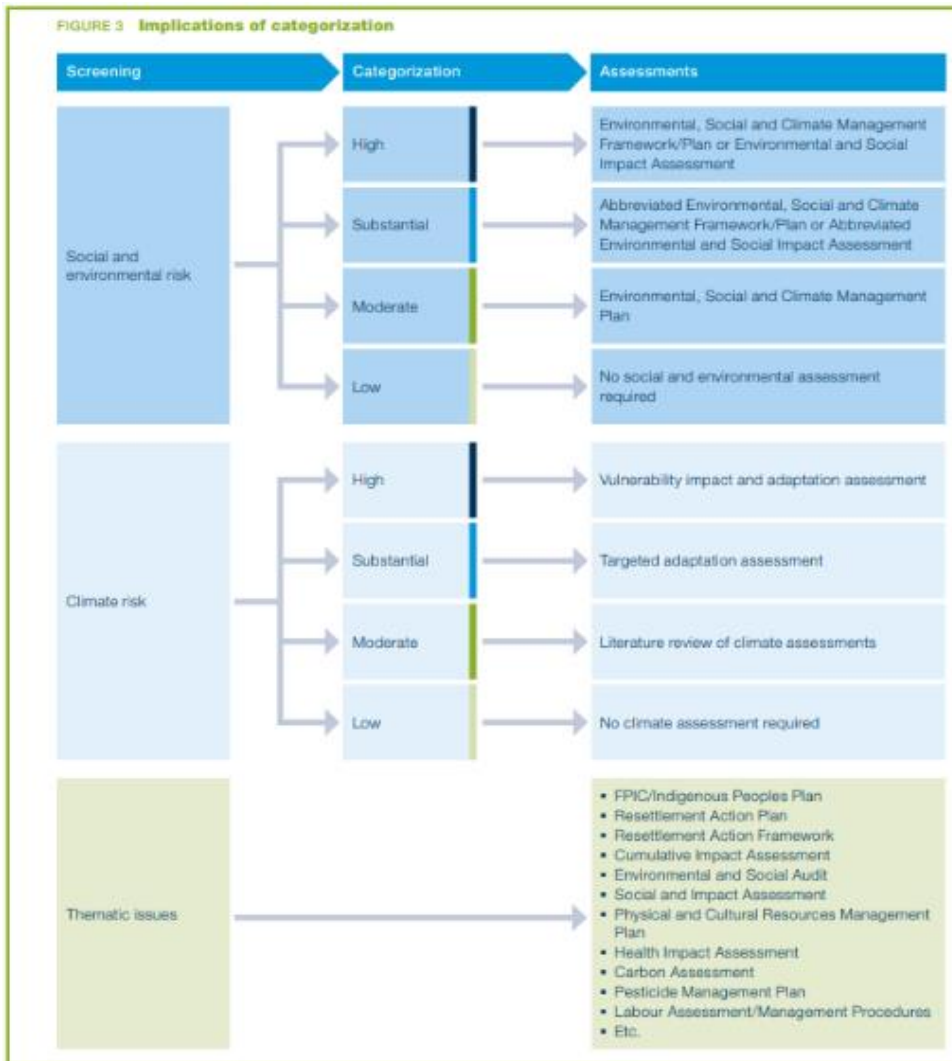 FIGURE 3 Implications of categorization
Screening
Categorization
Assessments
Social and
environmental risk
High
Environmental, Social and Climate Management
Framework/Plan or Environmental and Social
Impact Assessment
Substantial
Abbreviated Environmental, Social and Climate
Management Framework/Plan or Abbreviated
Environmental and Social Impact Assessment
Moderate
Environmental, Social and Climate Management
Plan
Low
No social and environmental assessment
required
Climate risk
High
Vulnerability impact and adaptation assessment
Substantial
Targeted adaptation assessment
Moderate
Literature review of climate assessments
Low
No climate assessment required
Thematic issues
▪ FPIC/Indigenous Peoples Plan
▪ Resettlement Action Plan
▪ Resettlement Action Framework
▪ Cumulative Impact Assessment
▪ Environmental and Social Audit
▪ Social and Impact Assessment
▪ Physical and Cultural Resources Management
Plan
▪ Health Impact Assessment
▪ Carbon Assessment
▪ Pesticide Management Plan
▪ Labour Assessment/Management Procedures
▪ Etc.